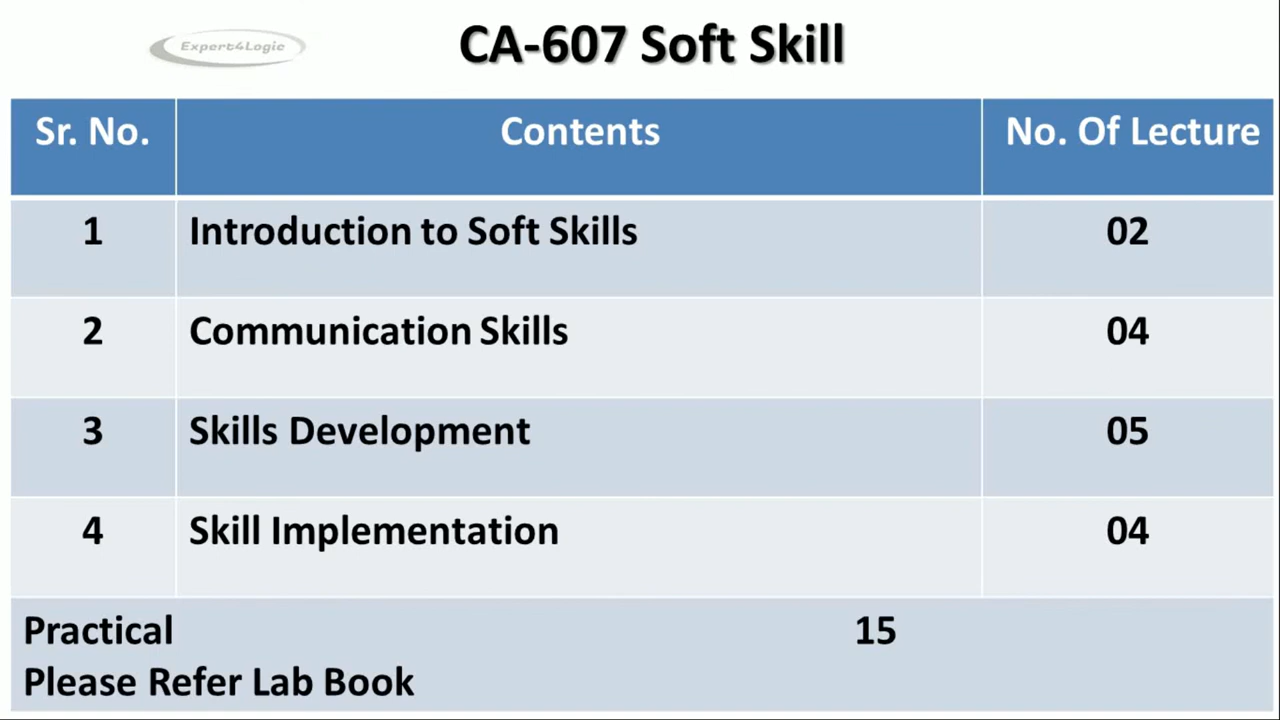 Expert4Logic
CA-607 Soft Skill
Sr. No. Contents No. Of Lecture
1 Introduction to Soft Skills 02
2 Communication Skills 04
3 Skills Development 05
4 Skill Implementation 04
Practical 15
Please Refer Lab Book